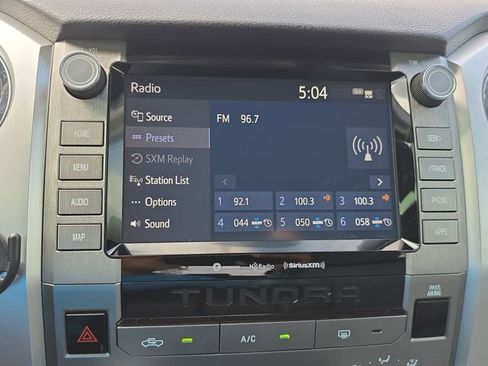 VOL
TUNE
Radio
5:04
Source
FM 96.7
Presets
SXM Replay
Station List
Options
Sound
1 92.1
2 100.3
3 100.3
4 044
5 050
6 058
HOME
MENU
AUDIO
MAP
SEEK>
<TRACK
PHONE
APPS
HD Radio
((SiriusXM))
TUNDRA
PASS
AIRBAG
A/C